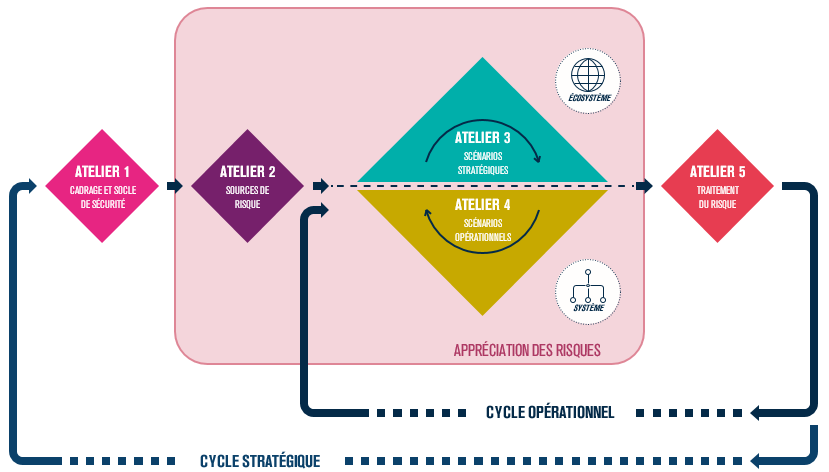 ATELIER 1
CADRAGE ET SOCLE
DE SÉCURITÉ
ATELIER 2
SOURCES DE
RISQUE
ATELIER 3
SCÉNARIOS
STRATÉGIQUES
ATELIER 4
SCÉNARIOS
OPÉRATIONNELS
ÉCOSYSTÈME
SYSTÈME
APPRÉCIATION DES RISQUES
ATELIER 5
TRAITEMENT
DU RISQUE
CYCLE OPÉRATIONNEL
CYCLE STRATÉGIQUE